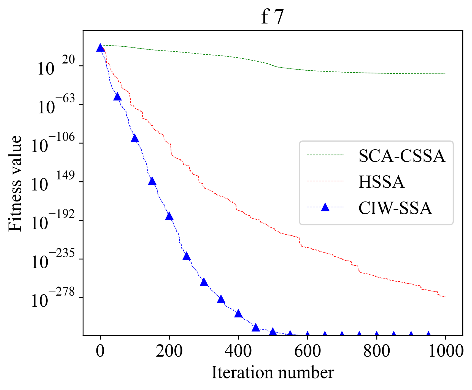 f 7
10 20
10 -63
10 -106
10 -149
10 -192
10 -235
10 -278
Fitness value
SCA-CSSA
HSSA
CIW-SSA
0 200 400 600 800 1000
Iteration number